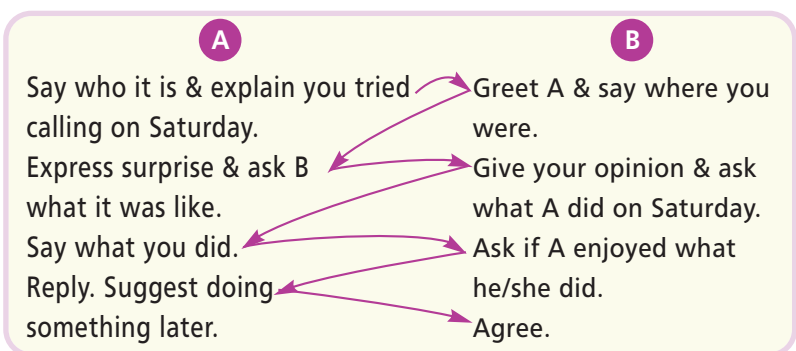 A
Say who it is & explain you tried
calling on Saturday.
Express surprise & ask B
what it was like.
Say what you did.
Reply. Suggest doing
something later.
B
Greet A & say where you
were.
Give your opinion & ask
what A did on Saturday.
Ask if A enjoyed what
he/she did.
Agree.